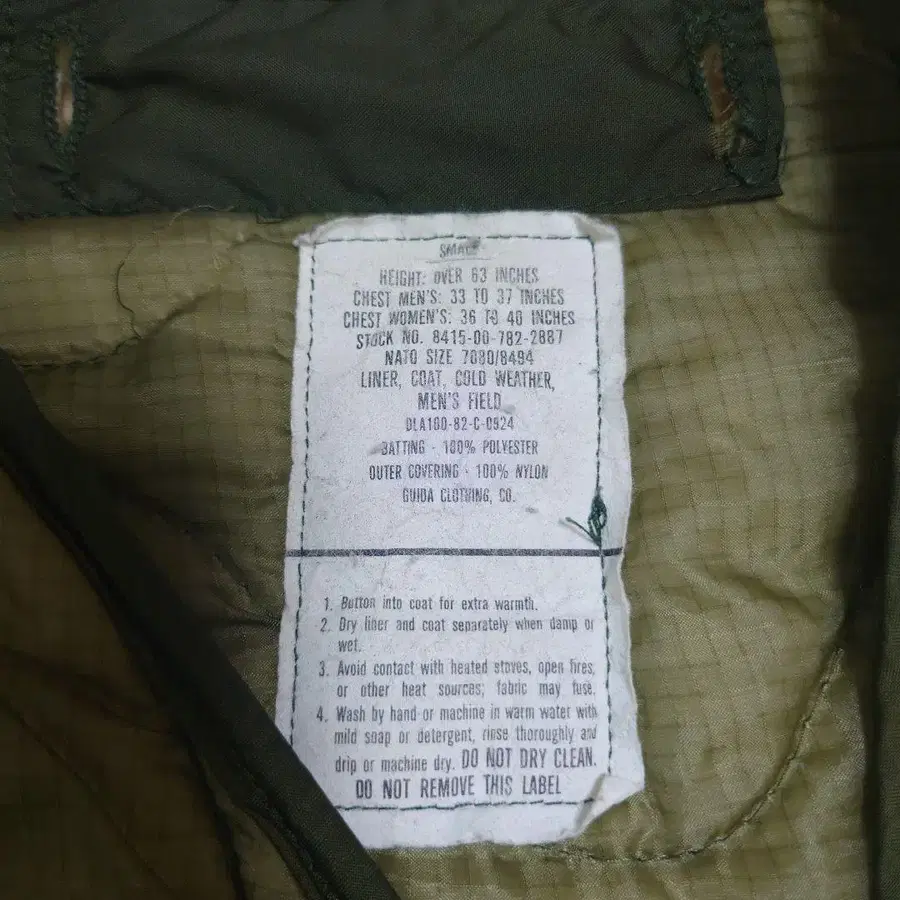 SMALL
HEIGHT: OVER 63 INCHES
CHEST MEN'S: 33 TO 37 INCHES
CHEST WOMEN'S: 36 TO 40 INCHES
STOCK NO. 8415-00-782-2887
NATO SIZE 7080/8494
LINER, COAT, COLD WEATHER,
MEN'S FIELD
DLA100-82-C-0524
BATTING - 100% POLYESTER
OUTER COVERING - 100% NYLON
GUIDA CLOTHING, CO.
1. Button into coat for extra warmth.
2. Dry liner and coat separately when damp or
wet.
3. Avoid contact with heated stoves, open fires,
or other heat sources; fabric may fuse.
4. Wash by hand or machine in warm water with
mild soap or detergent, rinse thoroughly and
drip or machine dry. DO NOT DRY CLEAN.
DO NOT REMOVE THIS LABEL